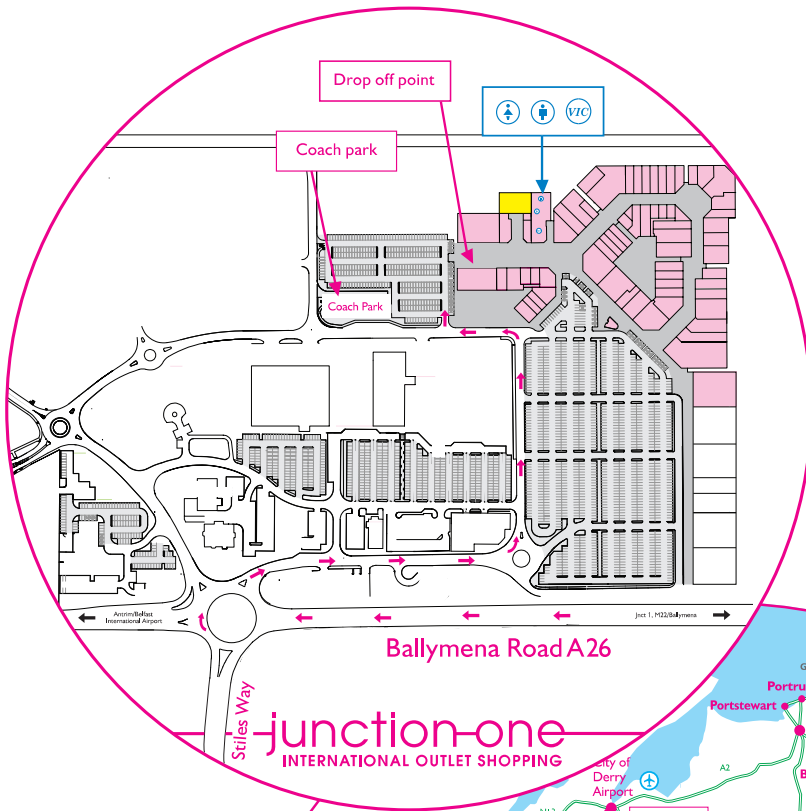 Drop off point
VIC
Coach park
Coach Park
Antrim/Belfast
International Airport
Jnct 1, M22/Ballymena
Ballymena Road A26
Stiles Way
junction one
INTERNATIONAL OUTLET SHOPPING
Portru
Portstewart
City of
Derry
Airport
A2
G
B